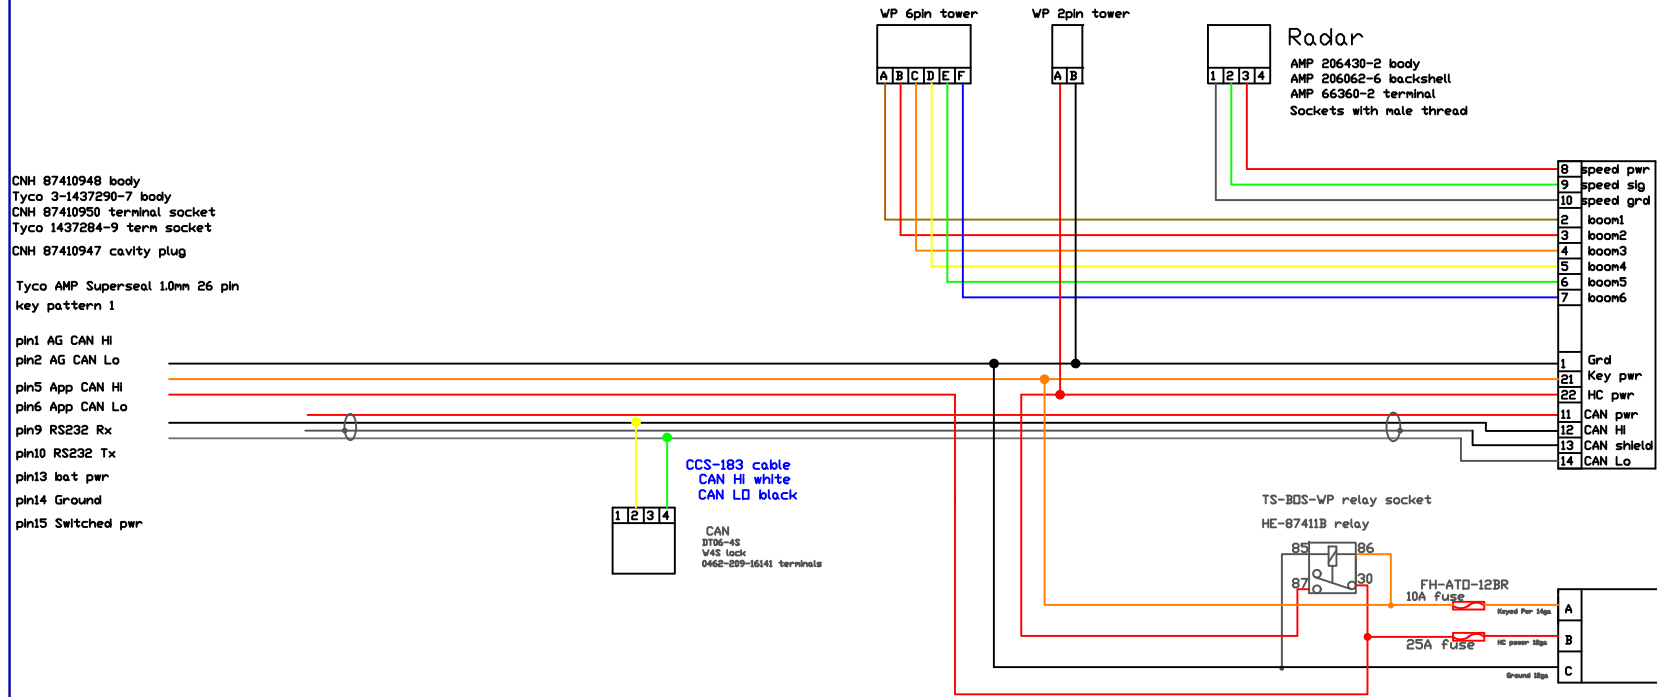 WP 6pin tower
A B C D E F
WP 2pin tower
A B
1 2 3 4
Radar
AMP 206430-2 body
AMP 206062-6 backshell
AMP 66360-2 terminal
Sockets with male thread
CNH 87410948 body
Tyco 3-1437290-7 body
CNH 87410950 terminal socket
Tyco 1437284-9 term socket
CNH 87410947 cavity plug
Tyco AMP Superseal 1.0mm 26 pin
key pattern 1
pin1 AG CAN Hi
pin2 AG CAN Lo
pin5 App CAN Hi
pin6 App CAN Lo
pin9 RS232 Rx
pin10 RS232 Tx
pin13 bat pwr
pin14 Ground
pin15 Switched pwr
8 speed pwr
9 speed sig
10 speed grd
2 boom1
3 boom2
4 boom3
5 boom4
6 boom5
7 boom6
1 Grd
21 Key pwr
22 HC pwr
11 CAN pwr
12 CAN Hi
13 CAN shield
14 CAN Lo
CCS-183 cable
CAN Hi white
CAN LO black
1 2 3 4
CAN
DT06-4S
W4S lock
0462-209-16141 terminals
TS-BOS-WP relay socket
HE-87411B relay
85 86
87 30
FH-ATO-12BR
10A fuse
Keyed Pwr 14ga
A
25A fuse
HC power 12ga
B
Ground 12ga
C